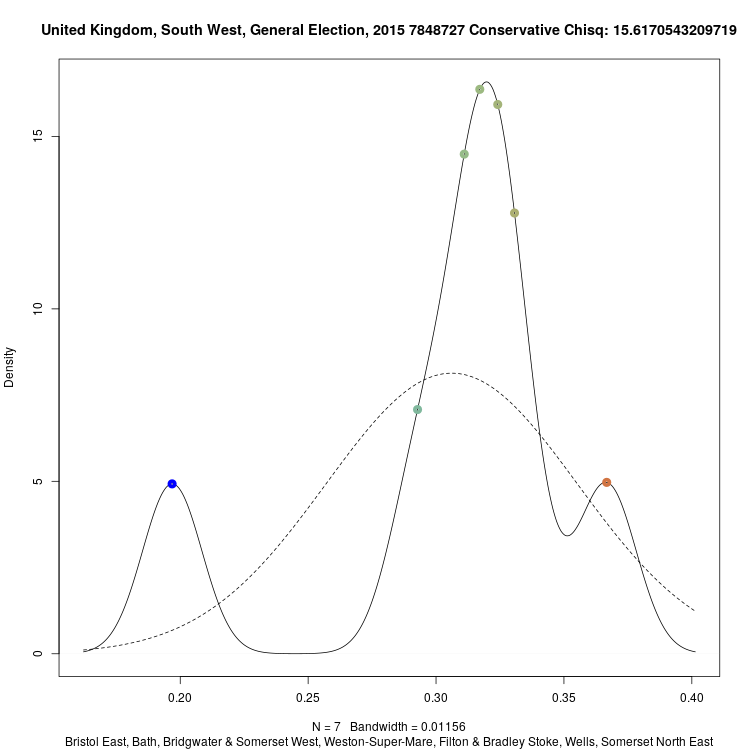 United Kingdom, South West, General Election, 2015 7848727 Conservative Chisq: 15.6170543209719
15
10
Density
5
0
0.20 0.25 0.30 0.35 0.40
N = 7 Bandwidth = 0.01156
Bristol East, Bath, Bridgwater & Somerset West, Weston-Super-Mare, Filton & Bradley Stoke, Wells, Somerset North East